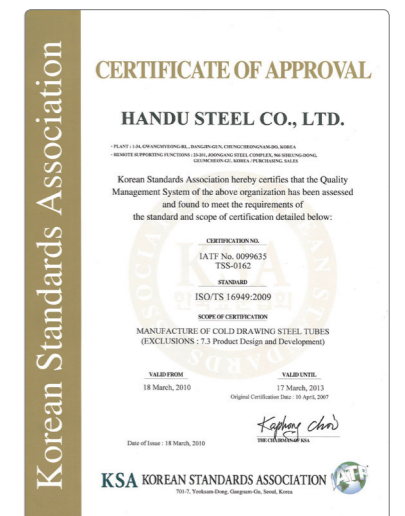 Korean Standards Association
CERTIFICATE OF APPROVAL
HANDU STEEL CO., LTD.
- PLANT : 1-34, GWANGMYEONG-RI, , DANGJIN-GUN, CHUNGCHEONGNAM-DO, KOREA
- REMOTE SUPPORTING FUNCTIONS : 20-201, JOONGANG STEEL COMPLEX, 966 SIHEUNG-DONG,
GEUMCHEON-GU, KOREA / PURCHASING, SALES
Korean Standards Association hereby certifies that the Quality
Management System of the above organization has been assessed
and found to meet the requirements of
the standard and scope of certification detailed below:
CERTIFICATION NO.
IATF No. 0099635
TSS-0162
STANDARD
ISO/TS 16949:2009
SCOPE OF CERTIFICATION
MANUFACTURE OF COLD DRAWING STEEL TUBES
(EXCLUSIONS : 7.3 Product Design and Development)
VALID FROM
VALID UNTIL
18 March, 2010
17 March, 2013
Original Certification Date : 10 April, 2007
Date of Issue : 18 March, 2010
THE CHAIRMAN OF KSA
KSA KOREAN STANDARDS ASSOCIATION
701-7, Yeoksam-Dong, Gangnam-Gu, Seoul, Korea